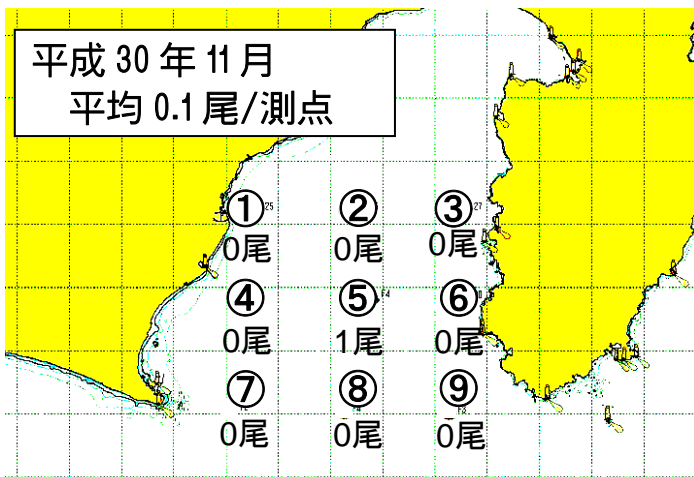 平成 30 年 11 月
平均 0.1 尾/測点
① ② ③
0尾 0尾 0尾
④ ⑤ ⑥
0尾 1尾 0尾
⑦ ⑧ ⑨
0尾 0尾 0尾